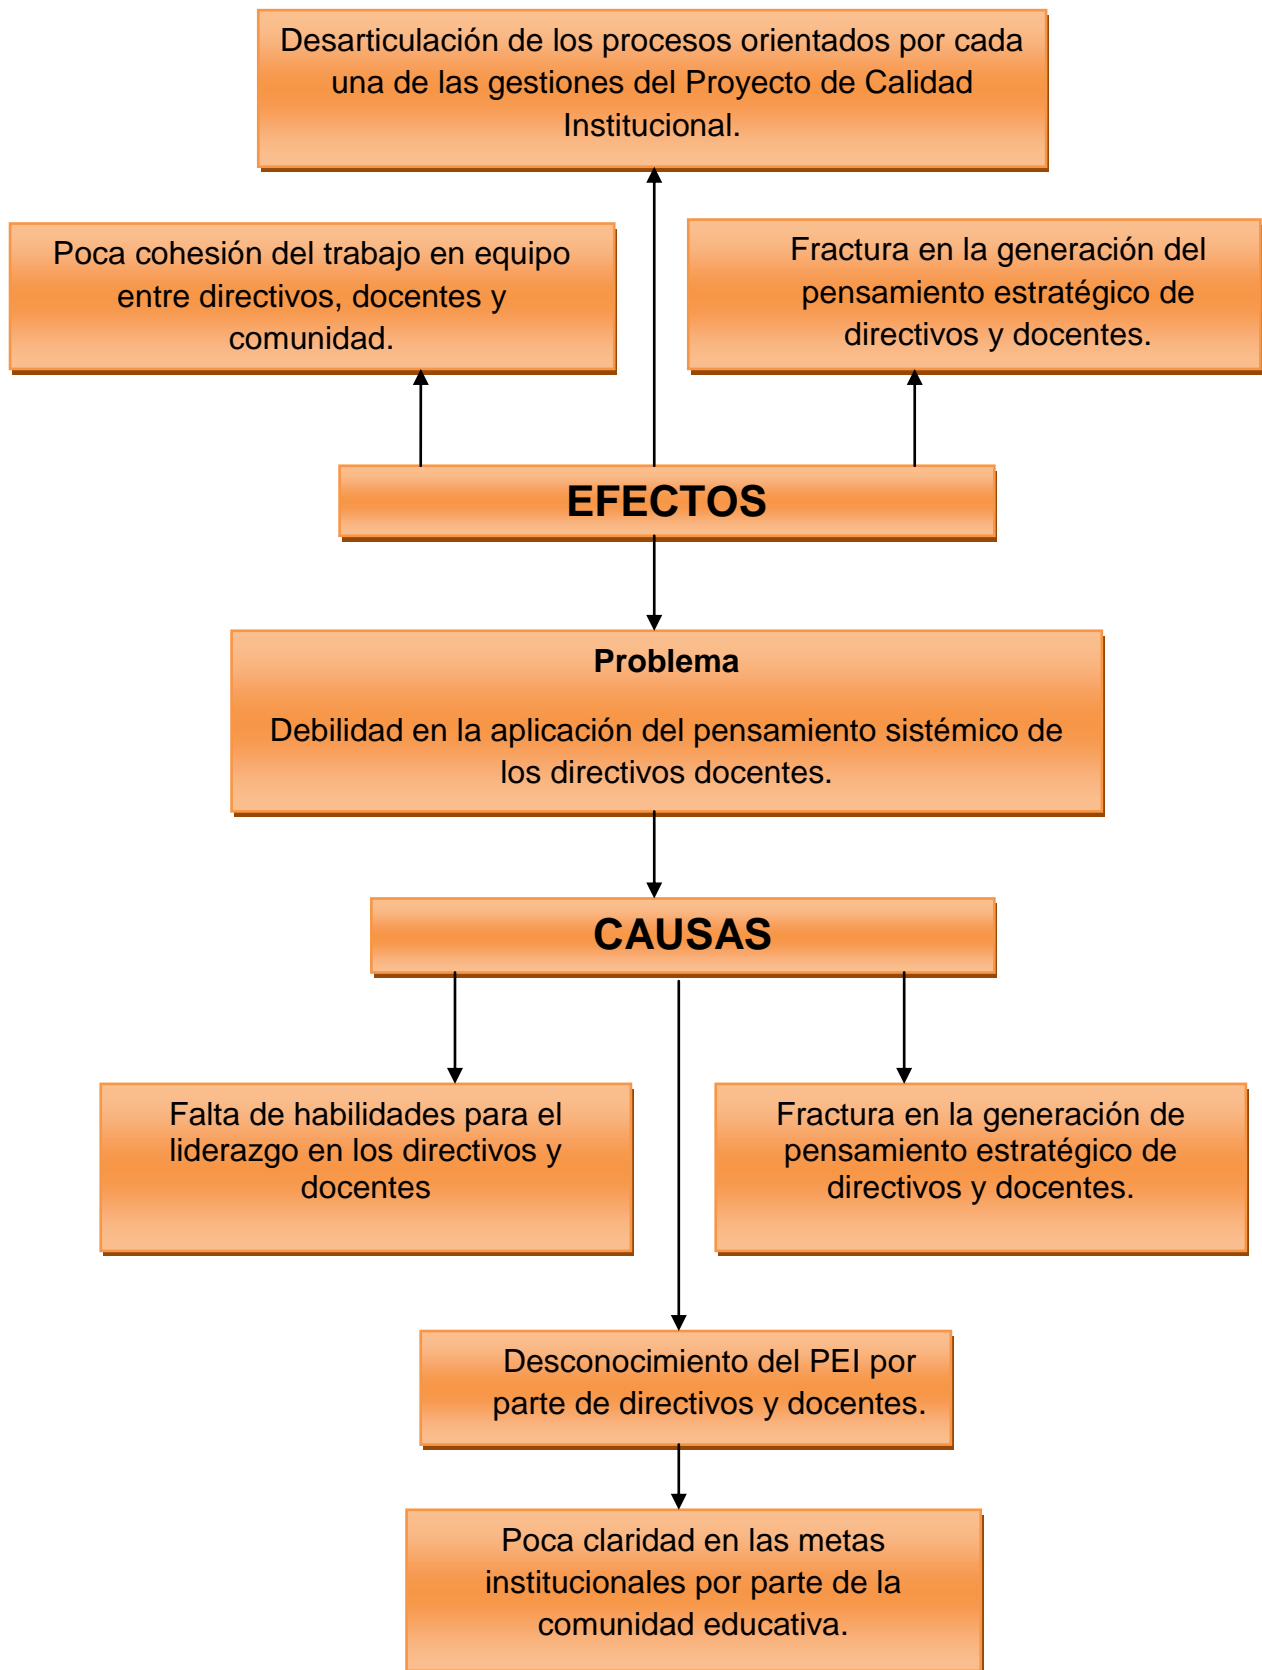 Desarticulación de los procesos orientados por cada
una de las gestiones del Proyecto de Calidad
Institucional.
Poca cohesión del trabajo en equipo
entre directivos, docentes y
comunidad.
Fractura en la generación del
pensamiento estratégico de
directivos y docentes.
EFECTOS
Problema
Debilidad en la aplicación del pensamiento sistémico de
los directivos docentes.
CAUSAS
Falta de habilidades para el
liderazgo en los directivos y
docentes
Fractura en la generación de
pensamiento estratégico de
directivos y docentes.
Desconocimiento del PEI por
parte de directivos y docentes.
Poca claridad en las metas
institucionales por parte de la
comunidad educativa.